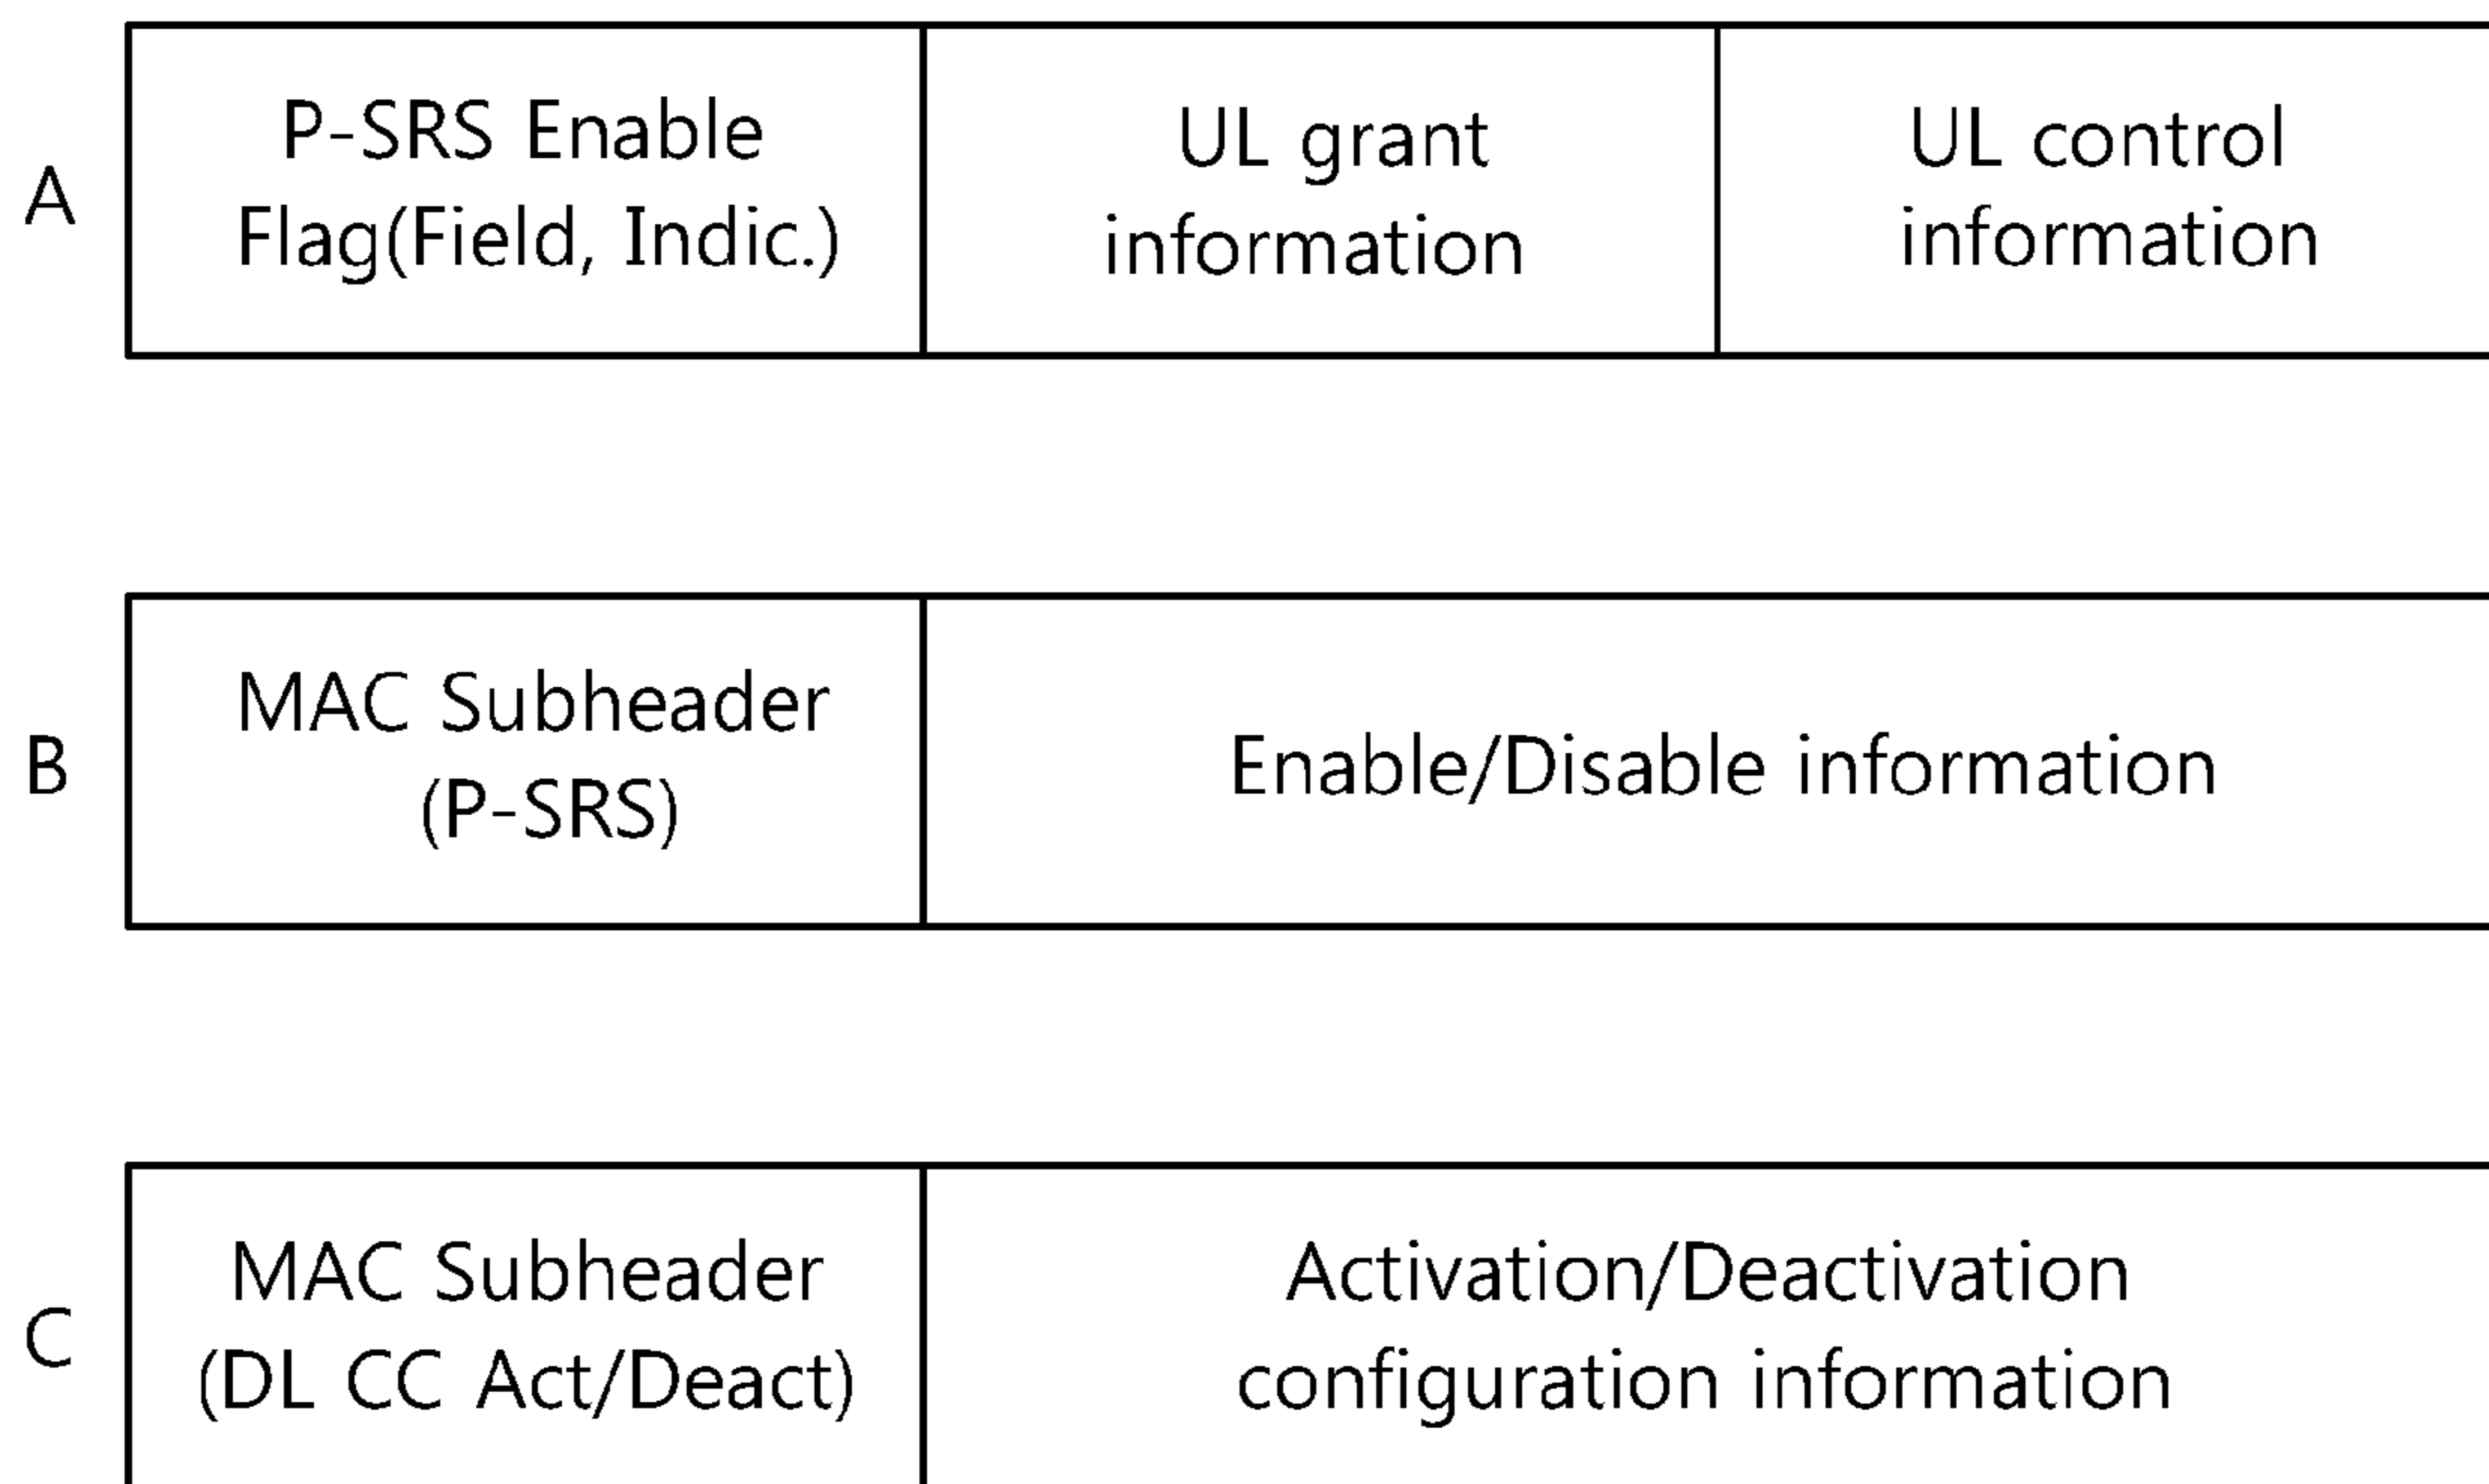 A
P-SRS Enable
Flag(Field, Indic.)
UL grant
information
UL control
information
B
MAC Subheader
(P-SRS)
Enable/Disable information
C
MAC Subheader
(DL CC Act/Deact)
Activation/Deactivation
configuration information